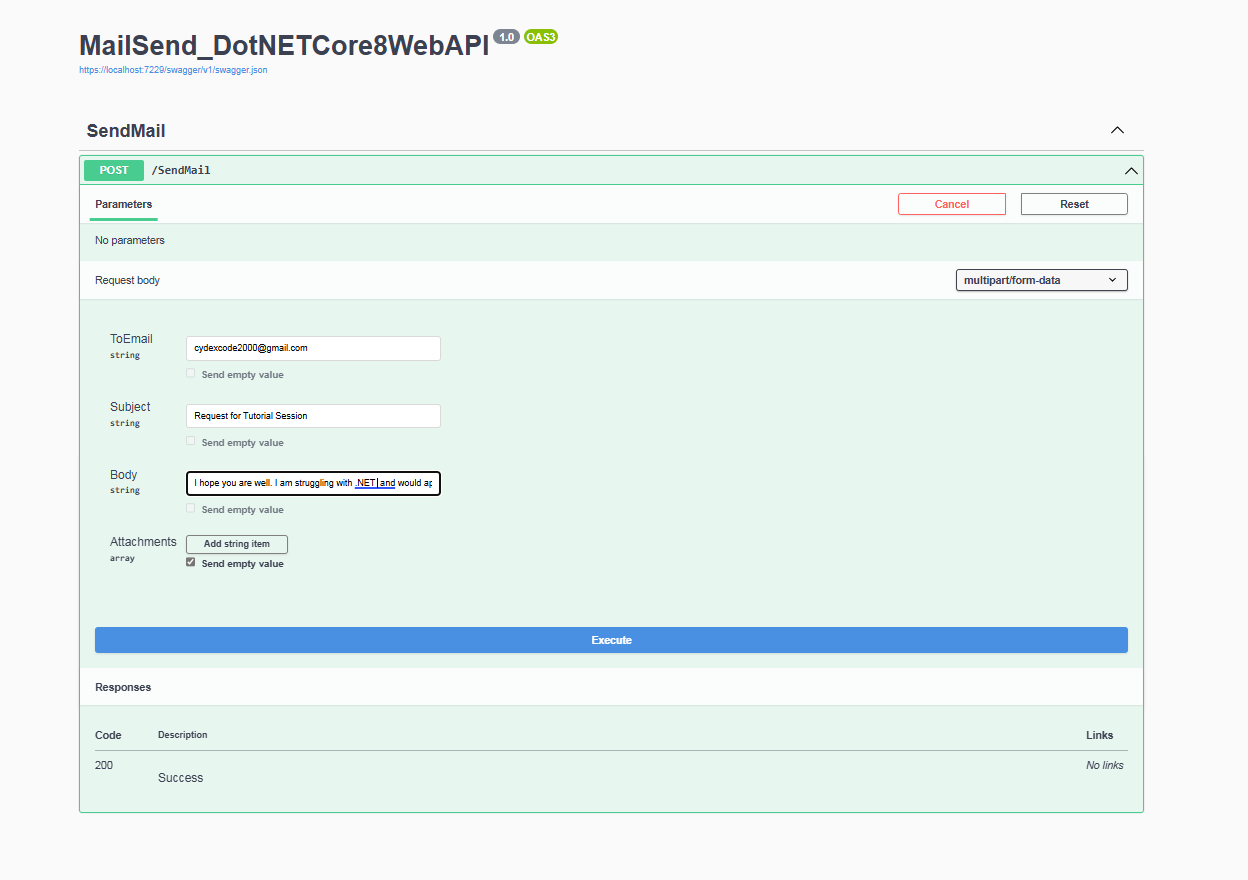 MailSend_DotNETCore8WebAPI 1.0 OAS3
https://localhost:7229/swagger/v1/swagger.json
SendMail
POST /SendMail
Parameters Cancel Reset
No parameters
Request body multipart/form-data
ToEmail
string
cydexcode2000@gmail.com
Send empty value
Subject
string
Request for Tutorial Session
Send empty value
Body
string
I hope you are well. I am struggling with .NET and would ap
Send empty value
Attachments
array
Add string item
Send empty value
Execute
Responses
Code Description Links
200 Success No links